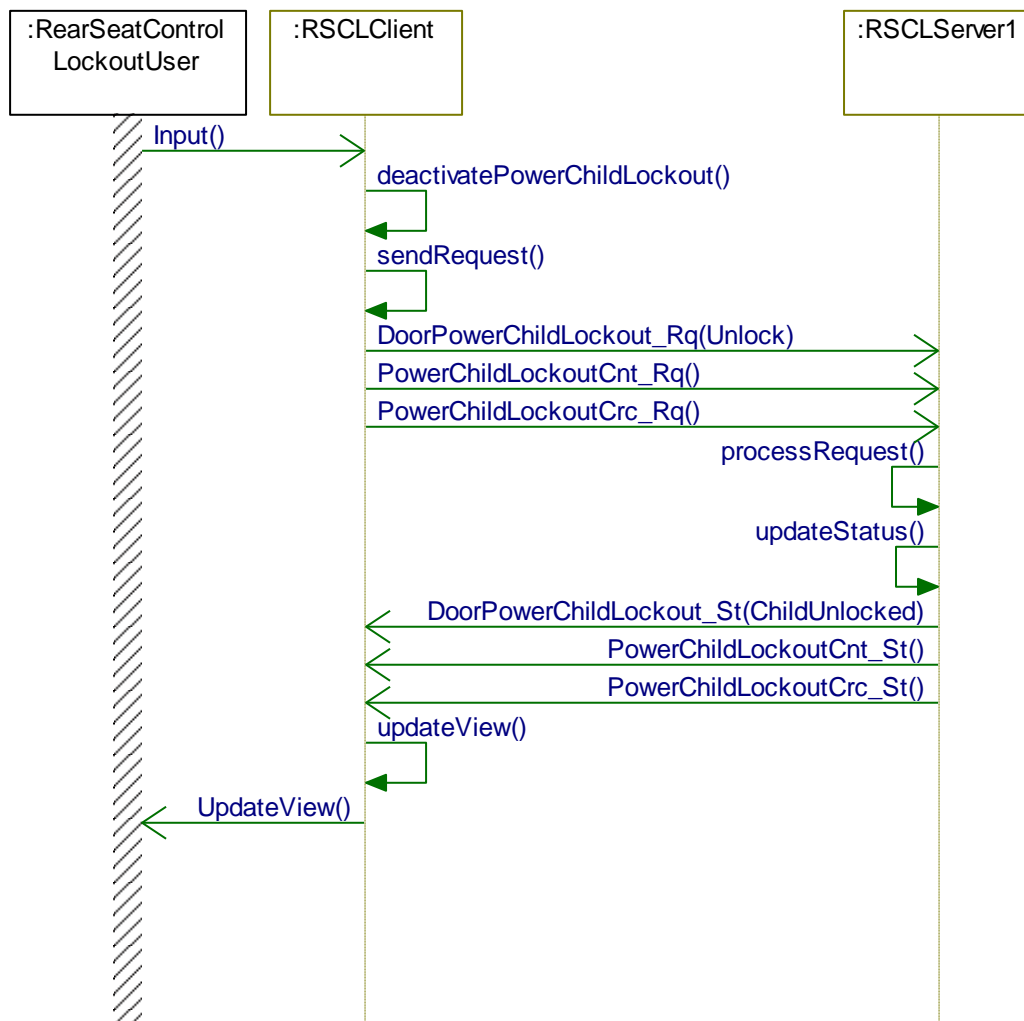 :RearSeatControl
LockoutUser
:RSCLClient
:RSCLServer1
Input()
deactivatePowerChildLockout()
sendRequest()
DoorPowerChildLockout_Rq(Unlock)
PowerChildLockoutCnt_Rq()
PowerChildLockoutCrc_Rq()
processRequest()
updateStatus()
DoorPowerChildLockout_St(ChildUnlocked)
PowerChildLockoutCnt_St()
PowerChildLockoutCrc_St()
updateView()
UpdateView()